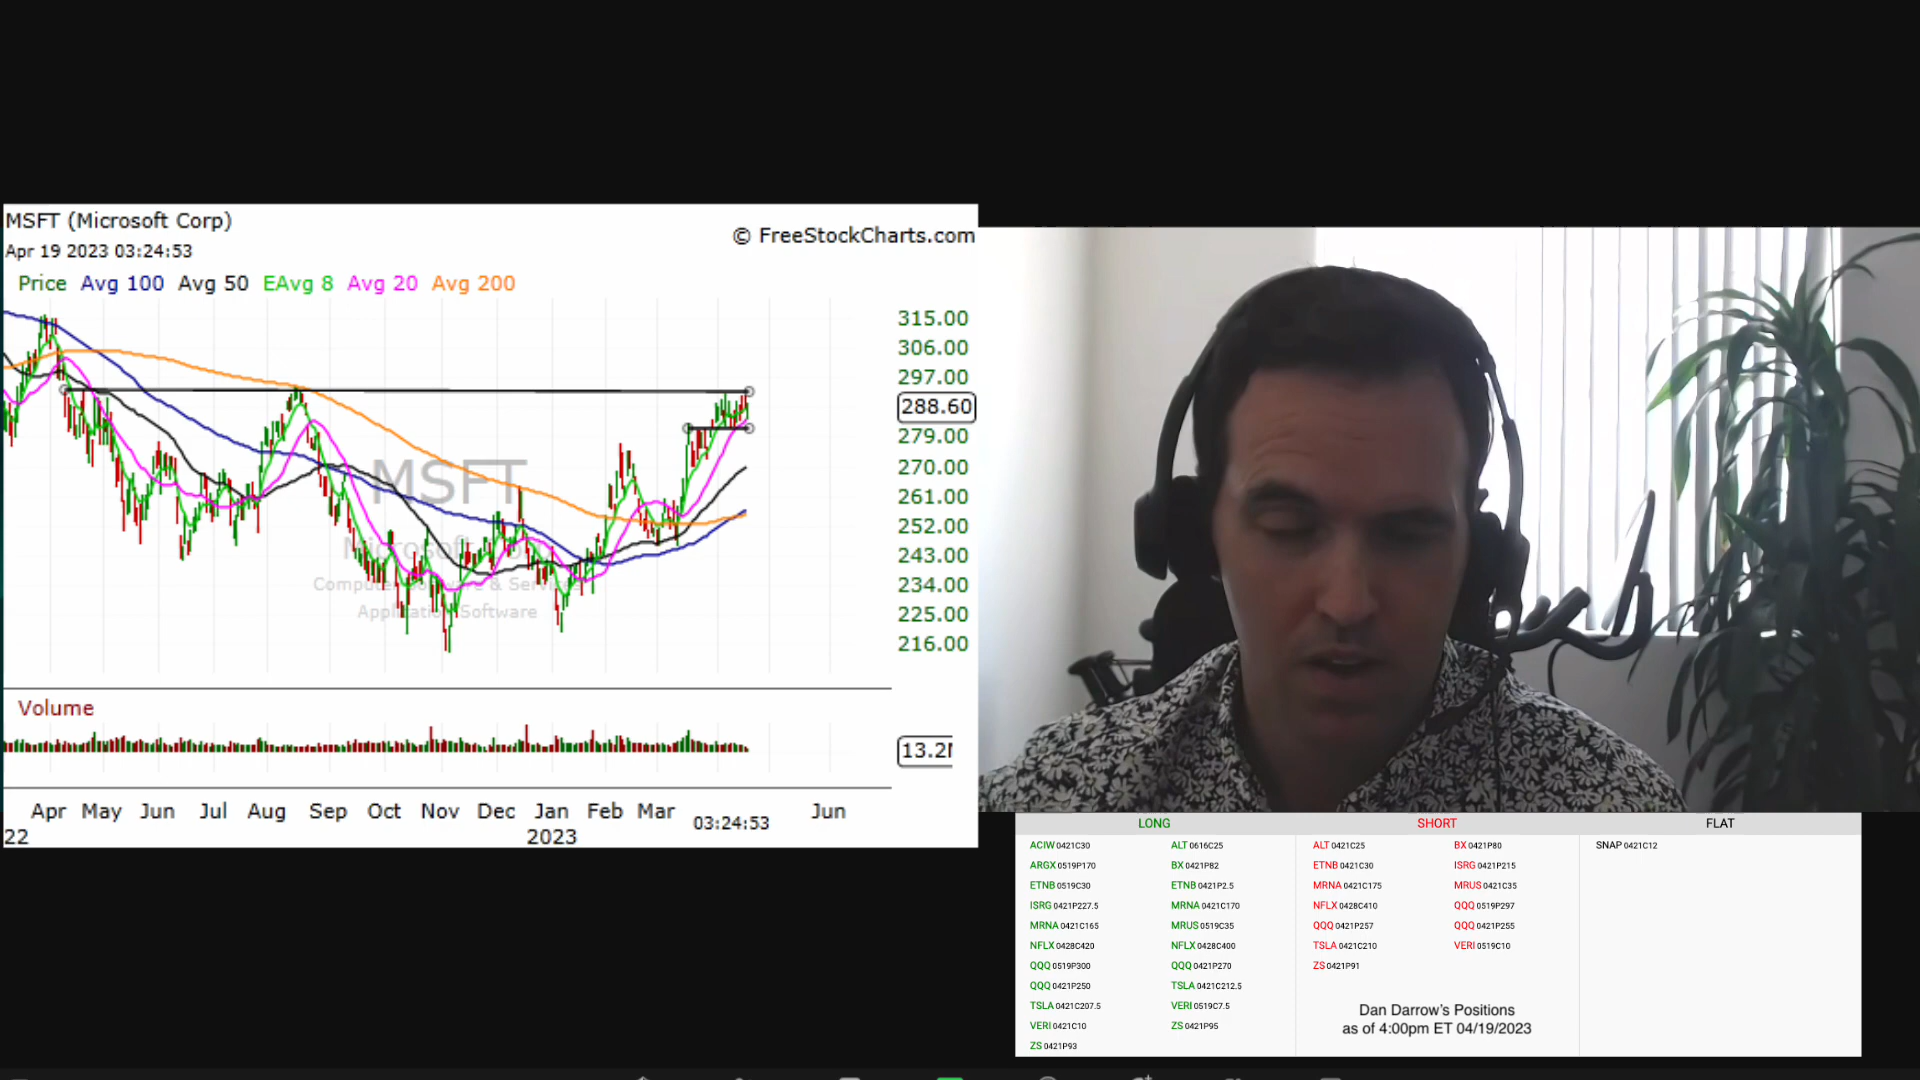 MSFT (Microsoft Corp)
Apr 19 2023 03:24:53
© FreeStockCharts.com
Price Avg 100 Avg 50 EAvg 8 Avg 20 Avg 200
315.00
306.00
297.00
288.60
279.00
270.00
261.00
252.00
243.00
234.00
225.00
216.00
MSFT
Microsoft
Computer Software & Services
Application Software
Volume
13.2
Apr May Jun Jul Aug Sep Oct Nov Dec Jan Feb Mar 03:24:53 Jun
22 2023
LONG SHORT FLAT
ACIW 0421C30 ALT 0616C25 ALT 0421C25 BX 0421P80 SNAP 0421C12
ARGX 0519P170 BX 0421P82 ETNB 0421C30 ISRG 0421P215
ETNB 0519C30 ETNB 0421P2.5 MRNA 0421C175 MRUS 0421C35
ISRG 0421P227.5 MRNA 0421C170 NFLX 0428C410 QQQ 0519P297
MRNA 0421C165 MRUS 0519C35 QQQ 0421P257 QQQ 0421P255
NFLX 0428C420 NFLX 0428C400 TSLA 0421C210 VERI 0519C10
QQQ 0519P300 QQQ 0421P270 ZS 0421P91
QQQ 0421P250 TSLA 0421C212.5
TSLA 0421C207.5 VERI 0519C7.5
VERI 0421C10 ZS 0421P95
ZS 0421P93
Dan Darrow's Positions
as of 4:00pm ET 04/19/2023